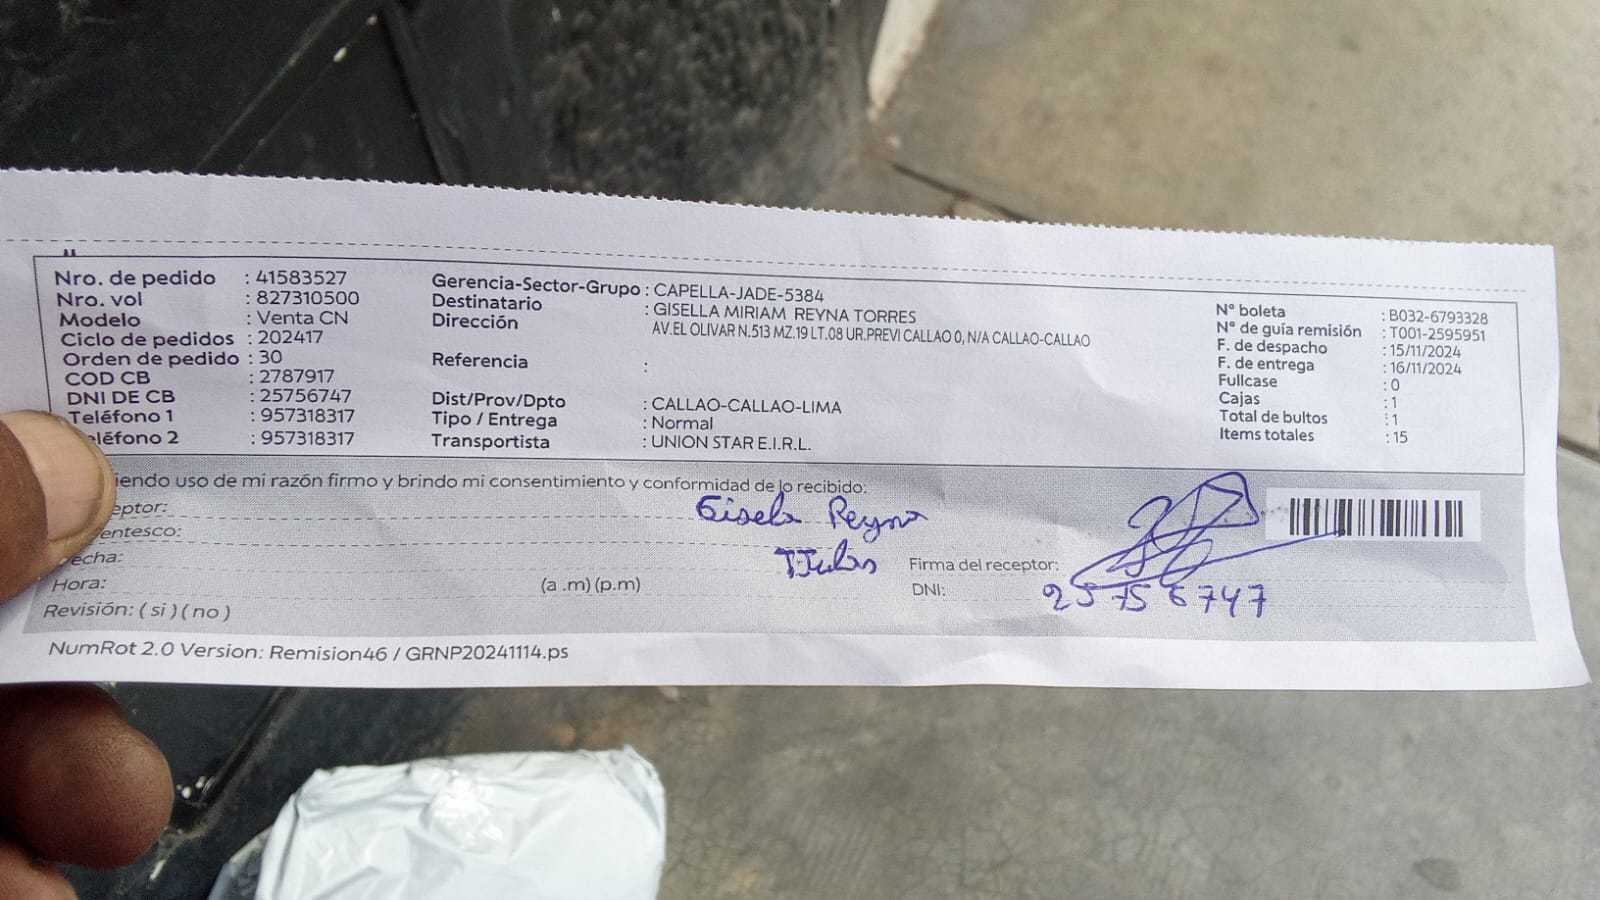 Nro. de pedido : 41583527
Nro. vol : 827310500
Modelo : Venta CN
Ciclo de pedidos : 202417
Orden de pedido : 30
COD CB : 2787917
DNI DE CB : 25756747
Teléfono 1 : 957318317
eléfono 2 : 957318317
Gerencia-Sector-Grupo : CAPELLA-JADE-5384
Destinatario : GISELLA MIRIAM REYNA TORRES
Dirección AV.EL OLIVAR N.513 MZ.19 LT.08 UR.PREVI CALLAO 0, N/A CALLAO-CALLAO
Referencia :
Dist/Prov/Dpto : CALLAO-CALLAO-LIMA
Tipo / Entrega : Normal
Transportista : UNION STAR E.I.R.L.
N° boleta : B032-6793328
N° de guía remisión : T001-2595951
F. de despacho : 15/11/2024
F. de entrega : 16/11/2024
Fullcase : 0
Cajas : 1
Total de bultos : 1
Items totales : 15
iendo uso de mi razón firmo y brindo mi consentimiento y conformidad de lo recibido:
eptor: Gisela Reyna
entesco:
echa:
Firma del receptor:
Hora: (a .m) (p.m)
DNI: 25756747
Revisión: ( si ) ( no )
NumRot 2.0 Version: Remision46 / GRNP20241114.ps